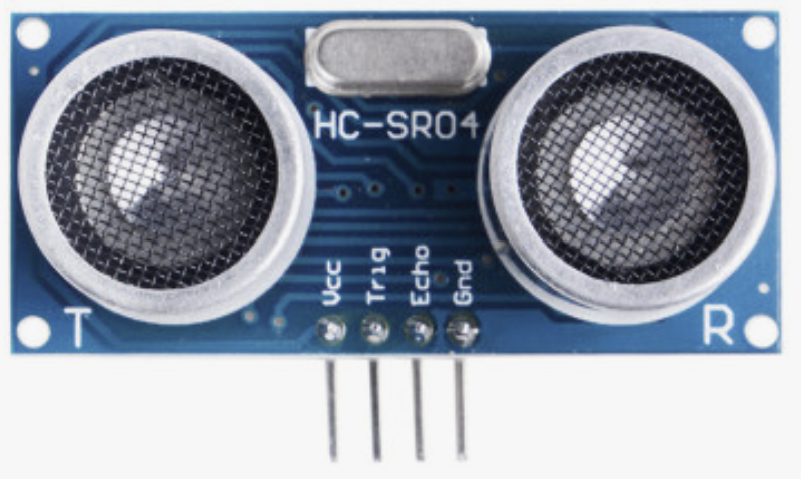 HC-SR04
Vcc
Trig
Echo
Gnd
T
R